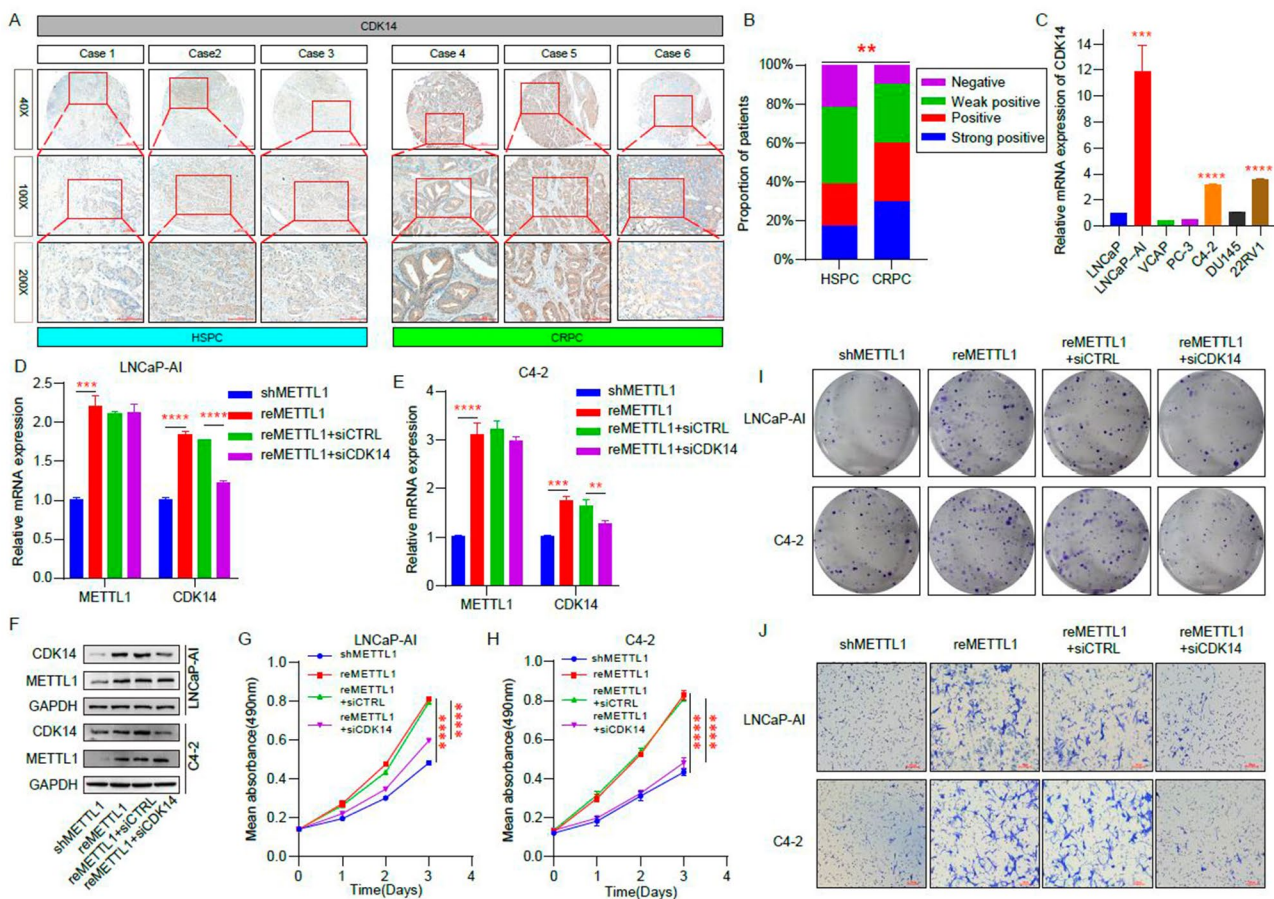 A
CDK14
Case 1
Case2
Case 3
Case 4
Case 5
Case 6
40X
100X
200X
HSPC
CRPC
B
**
Proportion of patients
100%
80%
60%
40%
20%
0%
HSPC
CRPC
Negative
Weak positive
Positive
Strong positive
C
Relative mRNA expression of CDK14
14
12
10
8
6
4
2
0
***
****
****
LNCaP
LNCaP-AI
VCAP
PC-3
C4-2
DU145
22RV1
D
LNCaP-AI
Relative mRNA expression
2.5
2.0
1.5
1.0
0.5
0.0
***
****
****
METTL1
CDK14
shMETTL1
reMETTL1
reMETTL1+siCTRL
reMETTL1+siCDK14
E
C4-2
Relative mRNA expression
4
3
2
1
0
****
***
**
METTL1
CDK14
shMETTL1
reMETTL1
reMETTL1+siCTRL
reMETTL1+siCDK14
F
CDK14
METTL1
GAPDH
LNCaP-AI
CDK14
METTL1
GAPDH
C4-2
shMETTL1
reMETTL1
reMETTL1+siCTRL
reMETTL1+siCDK14
G
LNCaP-AI
Mean absorbance(490nm)
1.0
0.8
0.6
0.4
0.2
0.0
0
1
2
3
4
Time(Days)
shMETTL1
reMETTL1
reMETTL1
+siCTRL
reMETTL1
+siCDK14
****
****
H
C4-2
Mean absorbance(490nm)
1.0
0.8
0.6
0.4
0.2
0.0
0
1
2
3
4
Time(Days)
shMETTL1
reMETTL1
reMETTL1
+siCTRL
reMETTL1
+siCDK14
****
****
I
shMETTL1
reMETTL1
reMETTL1
+siCTRL
reMETTL1
+siCDK14
LNCaP-AI
C4-2
J
shMETTL1
reMETTL1
reMETTL1
+siCTRL
reMETTL1
+siCDK14
LNCaP-AI
C4-2